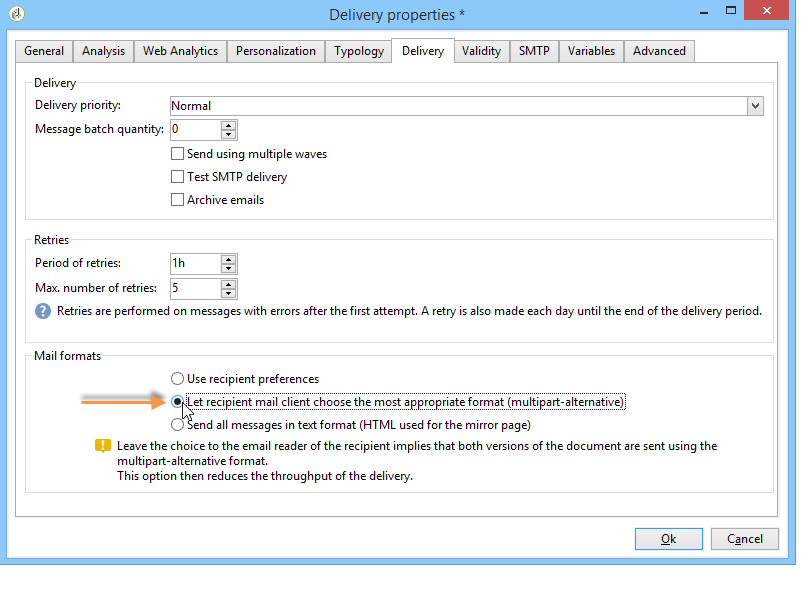 Delivery properties *
General Analysis Web Analytics Personalization Typology Delivery Validity SMTP Variables Advanced
Delivery
Delivery priority: Normal
Message batch quantity: 0
Send using multiple waves
Test SMTP delivery
Archive emails
Retries
Period of retries: 1h
Max. number of retries: 5
? Retries are performed on messages with errors after the first attempt. A retry is also made each day until the end of the delivery period.
Mail formats
Use recipient preferences
Let recipient mail client choose the most appropriate format (multipart-alternative)
Send all messages in text format (HTML used for the mirror page)
! Leave the choice to the email reader of the recipient implies that both versions of the document are sent using the
multipart-alternative format.
This option then reduces the throughput of the delivery.
Ok Cancel